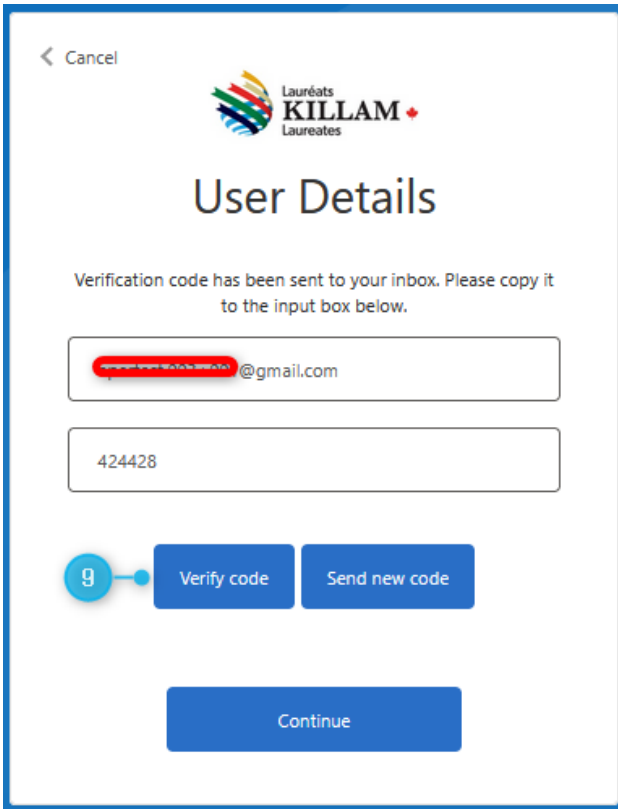 Cancel
Lauréats
KILLAM
Laureates
User Details
Verification code has been sent to your inbox. Please copy it
to the input box below.
@gmail.com
424428
9
Verify code
Send new code
Continue